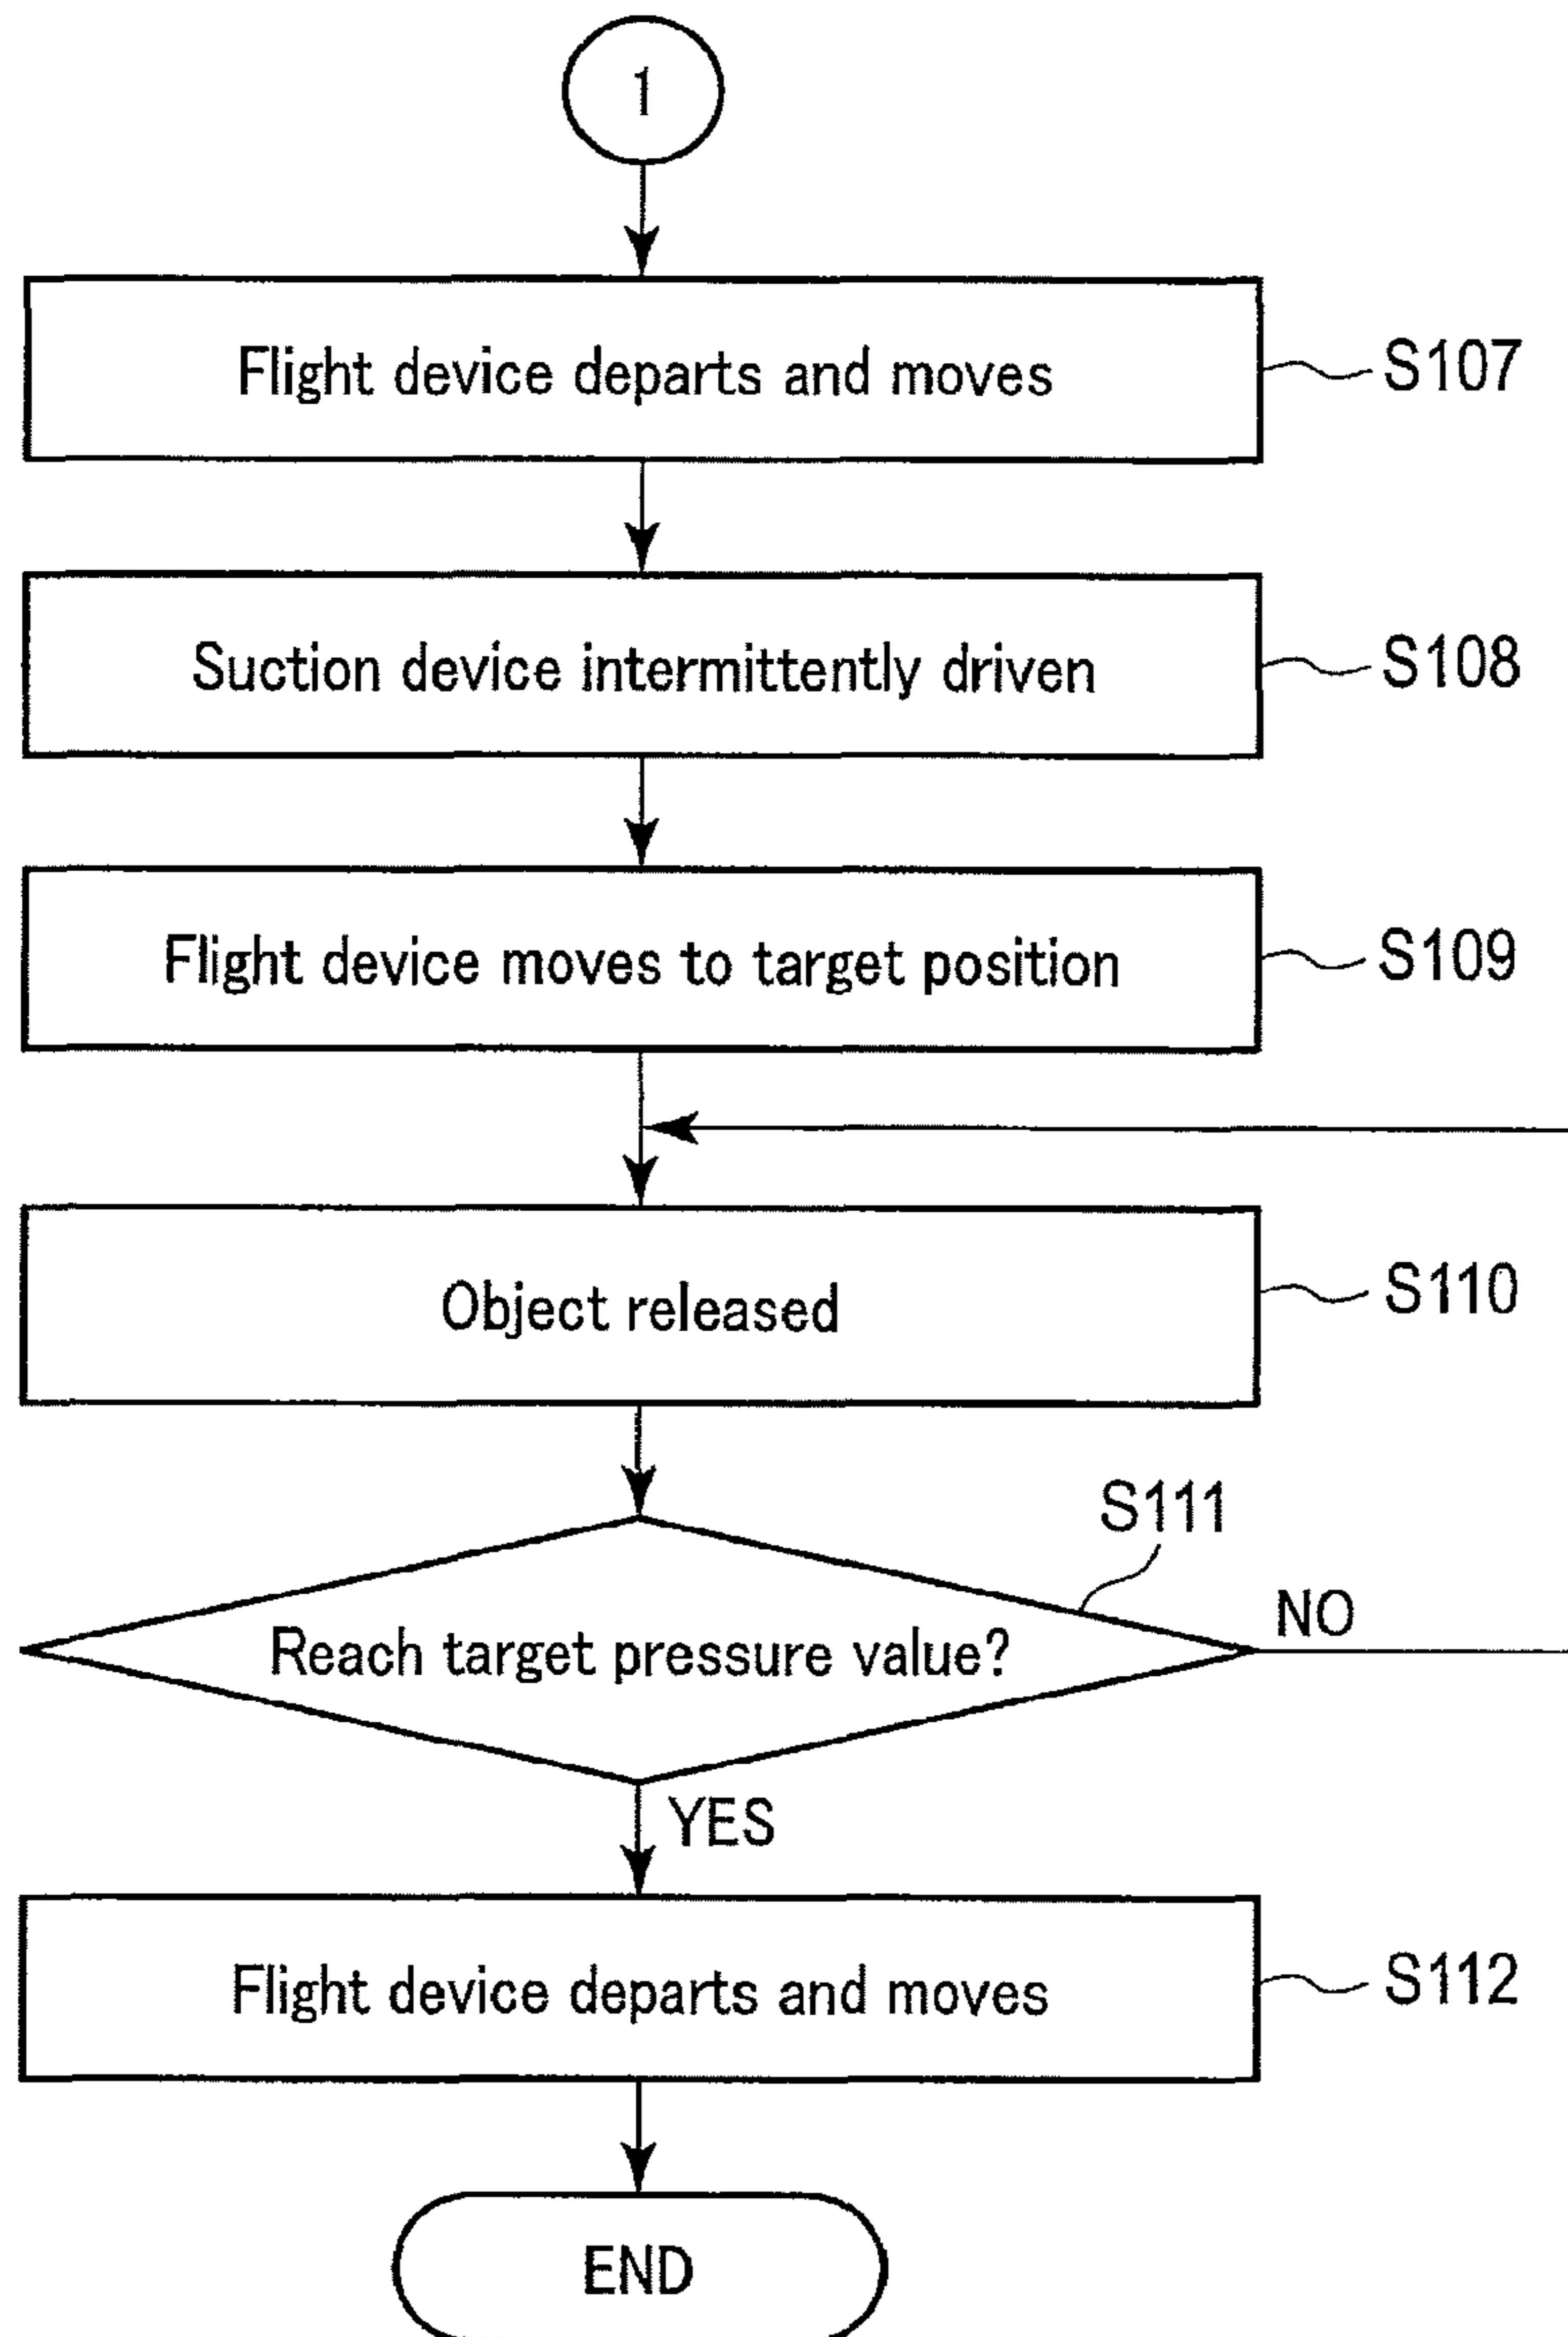 1
Flight device departs and moves
S107
Suction device intermittently driven
S108
Flight device moves to target position
S109
Object released
S110
S111
Reach target pressure value?
NO
YES
Flight device departs and moves
S112
END